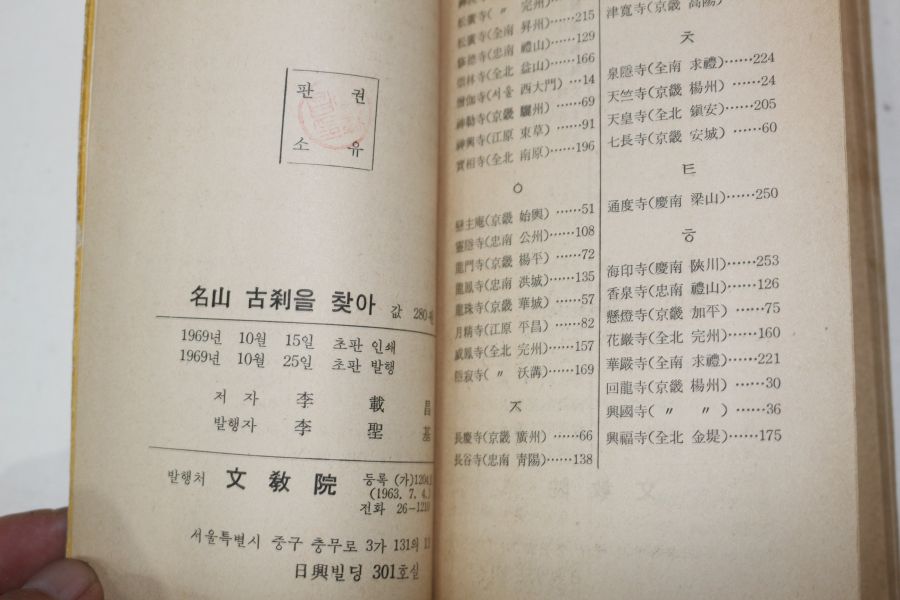 판 권
소 유
名山 古刹을 찾아 값 280원
1969년 10월 15일 초판 인쇄
1969년 10월 25일 초판 발행
저 자 李 載 昌
발행자 李 聖 基
발행처 文 敎 院
등록 (가)1204
(1963. 7. 4.)
전화 26-1210
서울특별시 중구 충무로 3가 131의 11
日興빌딩 301호실
松廣寺(〃 完州)
松廣寺(全南 昇州)……215
修德寺(忠南 禮山)……129
崇林寺(全北 益山)……166
僧伽寺(서울 西大門)…14
神勒寺(京畿 驪州)……69
神興寺(江原 束草)……91
實相寺(全北 南原)……196
ㅇ
戀主庵(京畿 始興)……51
靈隱寺(忠南 公州)……108
龍門寺(京畿 楊平)……72
龍鳳寺(忠南 洪城)……135
龍珠寺(京畿 華城)……57
月精寺(江原 平昌)……82
威鳳寺(全北 完州)……157
隱寂寺(〃 沃溝)……169
ㅈ
長慶寺(京畿 廣州)……66
長谷寺(忠南 靑陽)……138
津寬寺(京畿 高陽)
ㅊ
泉隱寺(全南 求禮)……224
天竺寺(京畿 楊州)……24
天皇寺(全北 鎭安)……205
七長寺(京畿 安城)……60
ㅌ
通度寺(慶南 梁山)……250
ㅎ
海印寺(慶南 陜川)……253
香泉寺(忠南 禮山)……126
懸燈寺(京畿 加平)……75
花巖寺(全北 完州)……160
華嚴寺(全南 求禮)……221
回龍寺(京畿 楊州)……30
興國寺(〃 〃)……36
興福寺(全北 金堤)……175